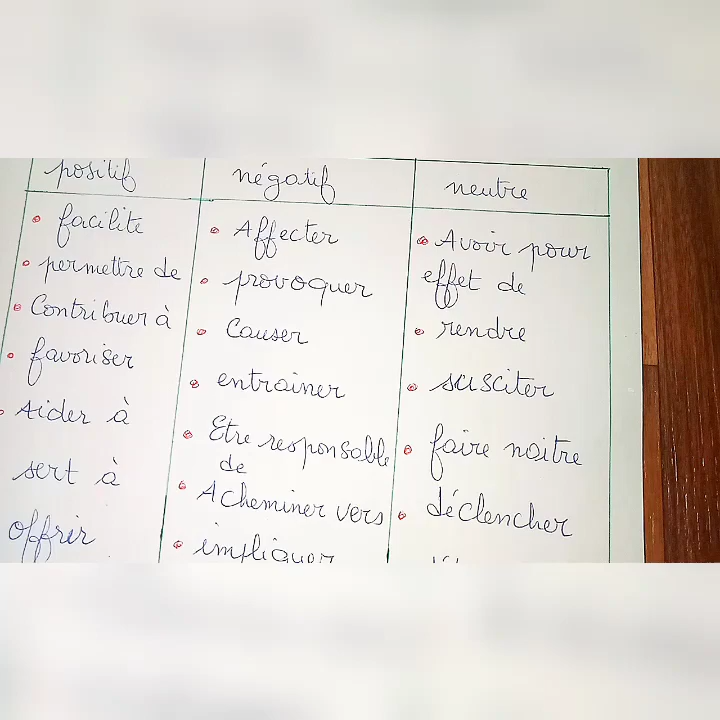 positif
négatif
neutre
facilite
permettre de
Contribuer à
favoriser
Aider à
sert à
offrir
Affecter
provoquer
Causer
entrainer
Etre responsable
de
Acheminer vers
impliquer
Avoir pour
effet de
rendre
susciter
faire naitre
déclencher